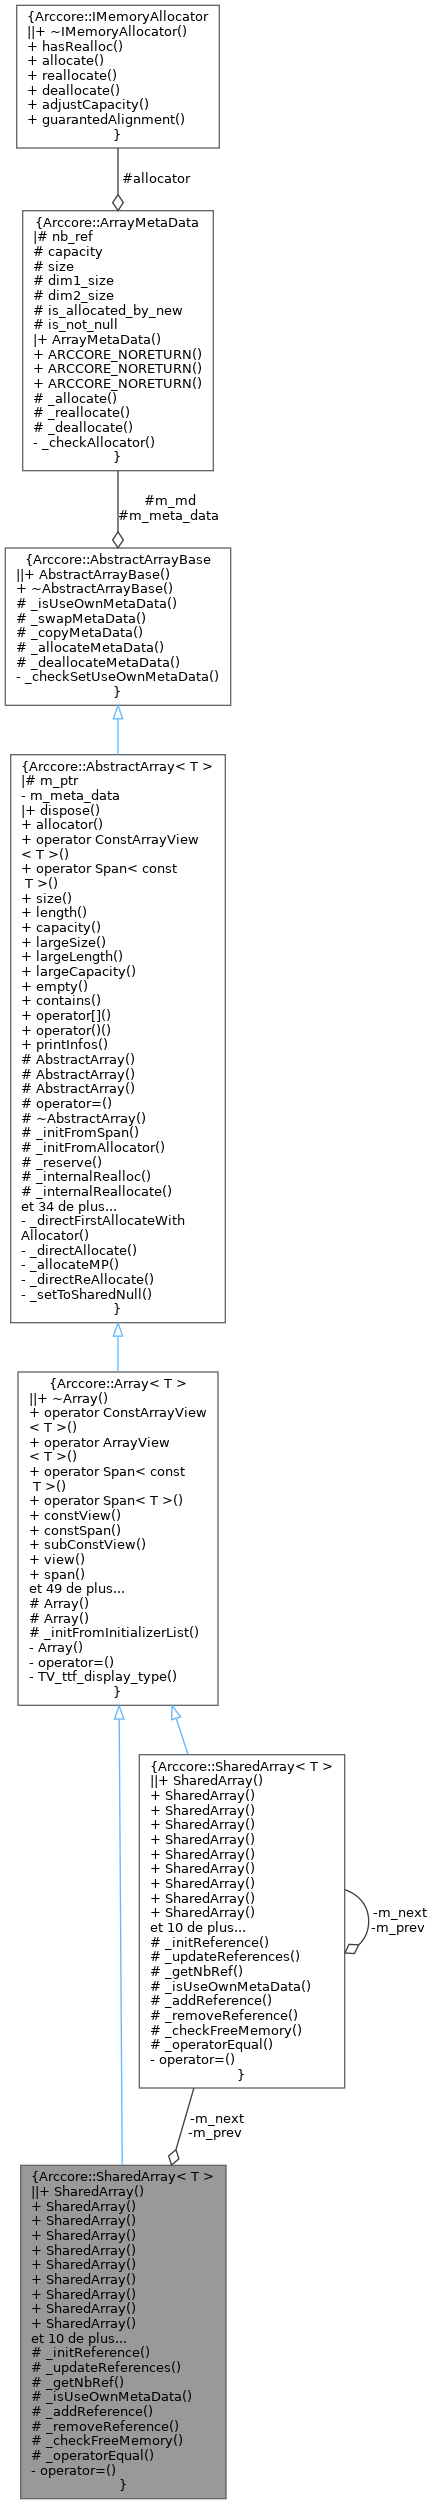 {Arccore::IMemoryAllocator
||+ ~IMemoryAllocator()
+ hasRealloc()
+ allocate()
+ reallocate()
+ deallocate()
+ adjustCapacity()
+ guarantedAlignment()
}
#allocator
{Arccore::ArrayMetaData
|# nb_ref
# capacity
# size
# dim1_size
# dim2_size
# is_allocated_by_new
# is_not_null
|+ ArrayMetaData()
+ ARCCORE_NORETURN()
+ ARCCORE_NORETURN()
+ ARCCORE_NORETURN()
# _allocate()
# _reallocate()
# _deallocate()
- _checkAllocator()
}
#m_md
#m_meta_data
{Arccore::AbstractArrayBase
||+ AbstractArrayBase()
+ ~AbstractArrayBase()
# _isUseOwnMetaData()
# _swapMetaData()
# _copyMetaData()
# _allocateMetaData()
# _deallocateMetaData()
- _checkSetUseOwnMetaData()
}
{Arccore::AbstractArray< T >
|# m_ptr
- m_meta_data
|+ dispose()
+ allocator()
+ operator ConstArrayView
< T >()
+ operator Span< const
T >()
+ size()
+ length()
+ capacity()
+ largeSize()
+ largeLength()
+ largeCapacity()
+ empty()
+ contains()
+ operator[]()
+ operator()()
+ printInfos()
# AbstractArray()
# AbstractArray()
# AbstractArray()
# operator=()
# ~AbstractArray()
# _initFromSpan()
# _initFromAllocator()
# _reserve()
# _internalRealloc()
# _internalReallocate()
et 34 de plus...
- _directFirstAllocateWith
Allocator()
- _directAllocate()
- _allocateMP()
- _directReAllocate()
- _setToSharedNull()
}
{Arccore::Array< T >
||+ ~Array()
+ operator ConstArrayView
< T >()
+ operator ArrayView
< T >()
+ operator Span< const
T >()
+ operator Span< T >()
+ constView()
+ constSpan()
+ subConstView()
+ view()
+ span()
et 49 de plus...
# Array()
# Array()
# _initFromInitializerList()
- Array()
- operator=()
- TV_ttf_display_type()
}
{Arccore::SharedArray< T >
||+ SharedArray()
+ SharedArray()
+ SharedArray()
+ SharedArray()
+ SharedArray()
+ SharedArray()
+ SharedArray()
+ SharedArray()
+ SharedArray()
+ SharedArray()
et 10 de plus...
# _initReference()
# _updateReferences()
# _getNbRef()
# _isUseOwnMetaData()
# _addReference()
# _removeReference()
# _checkFreeMemory()
# _operatorEqual()
- operator=()
}
-m_next
-m_prev
-m_next
-m_prev
{Arccore::SharedArray< T >
||+ SharedArray()
+ SharedArray()
+ SharedArray()
+ SharedArray()
+ SharedArray()
+ SharedArray()
+ SharedArray()
+ SharedArray()
+ SharedArray()
+ SharedArray()
et 10 de plus...
# _initReference()
# _updateReferences()
# _getNbRef()
# _isUseOwnMetaData()
# _addReference()
# _removeReference()
# _checkFreeMemory()
# _operatorEqual()
- operator=()
}